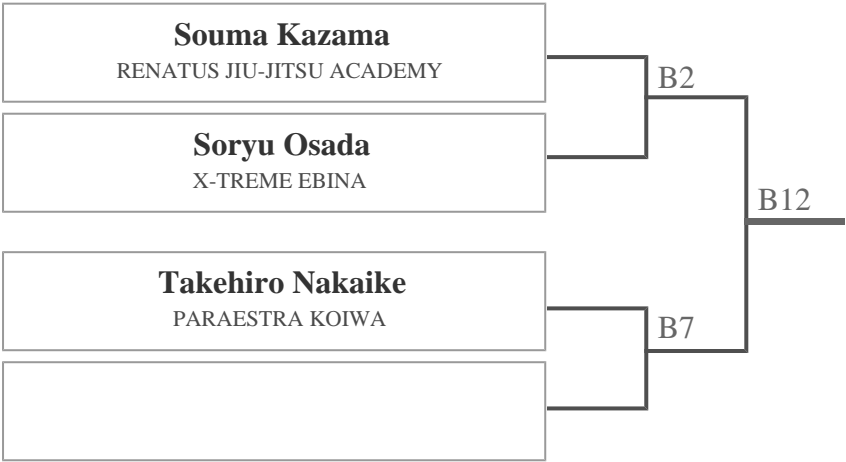 Souma Kazama
RENATUS JIU-JITSU ACADEMY
B2
Soryu Osada
X-TREME EBINA
B12
Takehiro Nakaike
PARAESTRA KOIWA
B7